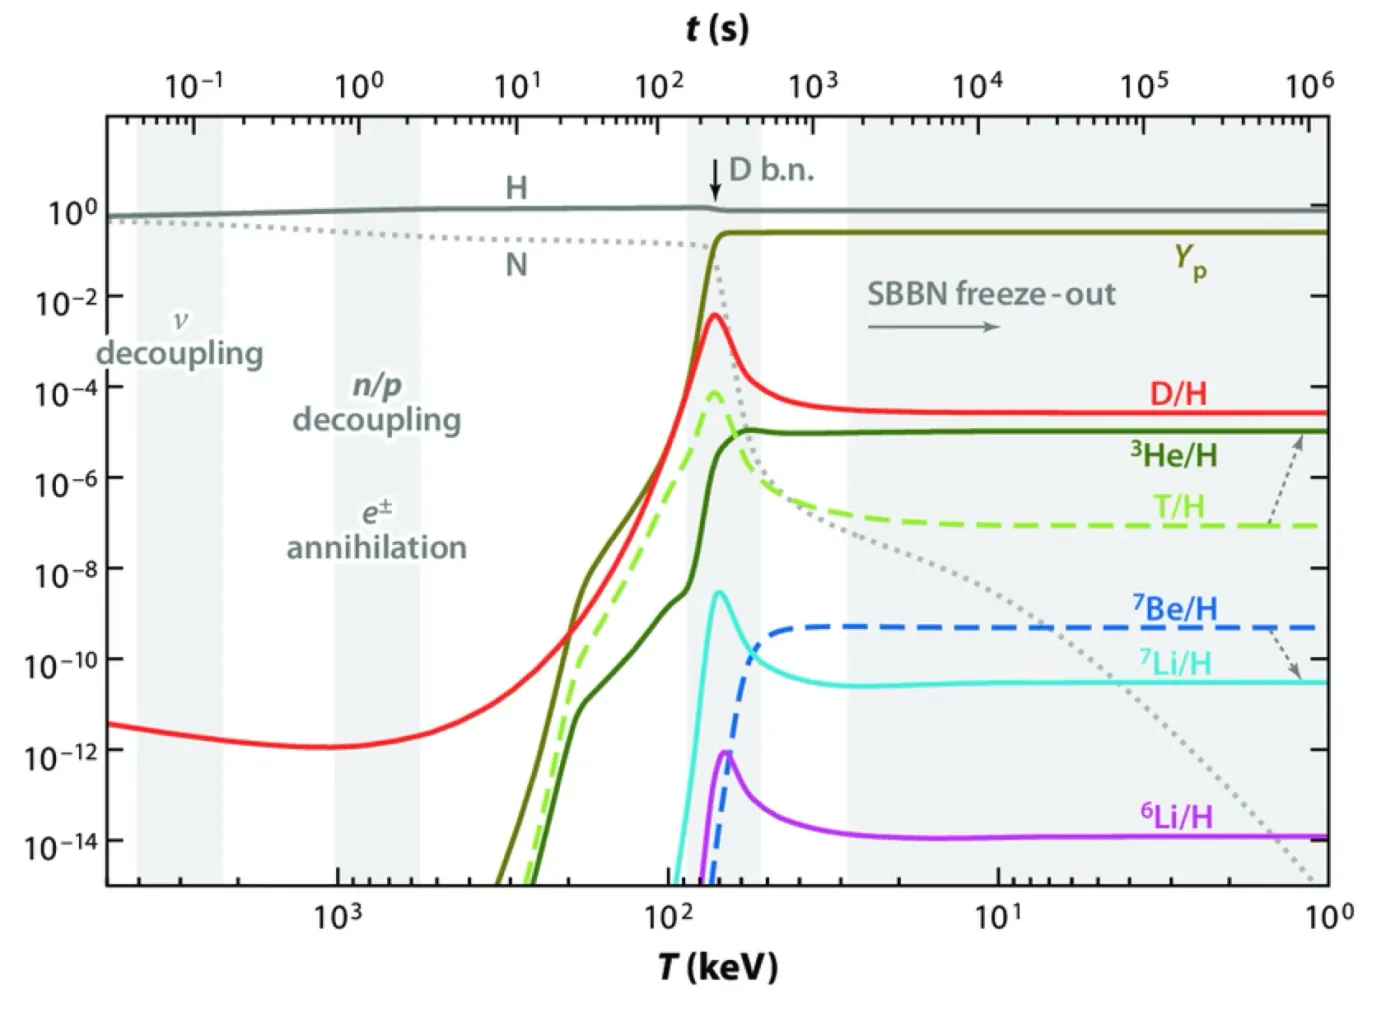 t (s)
10⁻¹ 10⁰ 10¹ 10² 10³ 10⁴ 10⁵ 10⁶
D b.n.
H
10⁰
N
Yₚ
10⁻²
SBBN freeze-out
ν
decoupling
n/p
decoupling
10⁻⁴
D/H
³He/H
10⁻⁶
T/H
e±
annihilation
10⁻⁸
⁷Be/H
10⁻¹⁰
⁷Li/H
10⁻¹²
⁶Li/H
10⁻¹⁴
10³ 10² 10¹ 10⁰
T (keV)